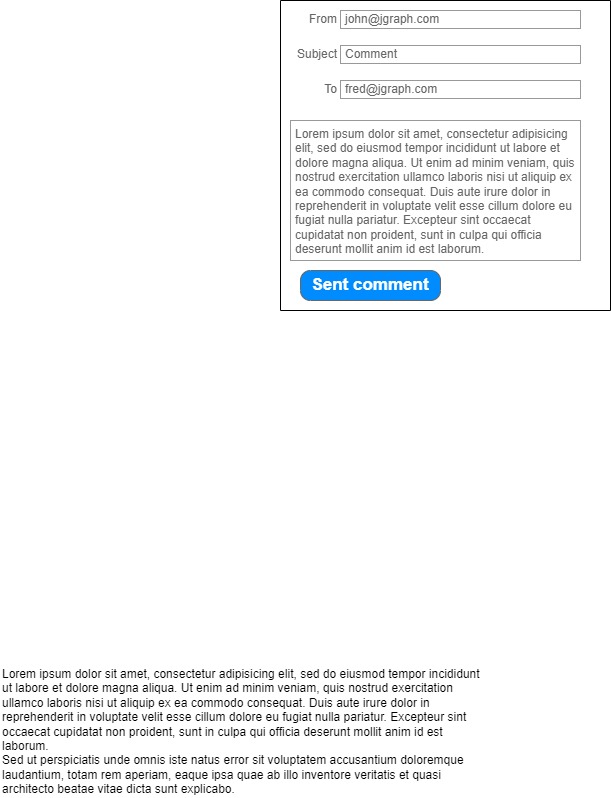 From john@jgraph.com
Subject Comment
To fred@jgraph.com
Lorem ipsum dolor sit amet, consectetur adipisicing
elit, sed do eiusmod tempor incididunt ut labore et
dolore magna aliqua. Ut enim ad minim veniam, quis
nostrud exercitation ullamco laboris nisi ut aliquip ex
ea commodo consequat. Duis aute irure dolor in
reprehenderit in voluptate velit esse cillum dolore eu
fugiat nulla pariatur. Excepteur sint occaecat
cupidatat non proident, sunt in culpa qui officia
deserunt mollit anim id est laborum.
Sent comment
Lorem ipsum dolor sit amet, consectetur adipisicing elit, sed do eiusmod tempor incididunt
ut labore et dolore magna aliqua. Ut enim ad minim veniam, quis nostrud exercitation
ullamco laboris nisi ut aliquip ex ea commodo consequat. Duis aute irure dolor in
reprehenderit in voluptate velit esse cillum dolore eu fugiat nulla pariatur. Excepteur sint
occaecat cupidatat non proident, sunt in culpa qui officia deserunt mollit anim id est
laborum.
Sed ut perspiciatis unde omnis iste natus error sit voluptatem accusantium doloremque
laudantium, totam rem aperiam, eaque ipsa quae ab illo inventore veritatis et quasi
architecto beatae vitae dicta sunt explicabo.